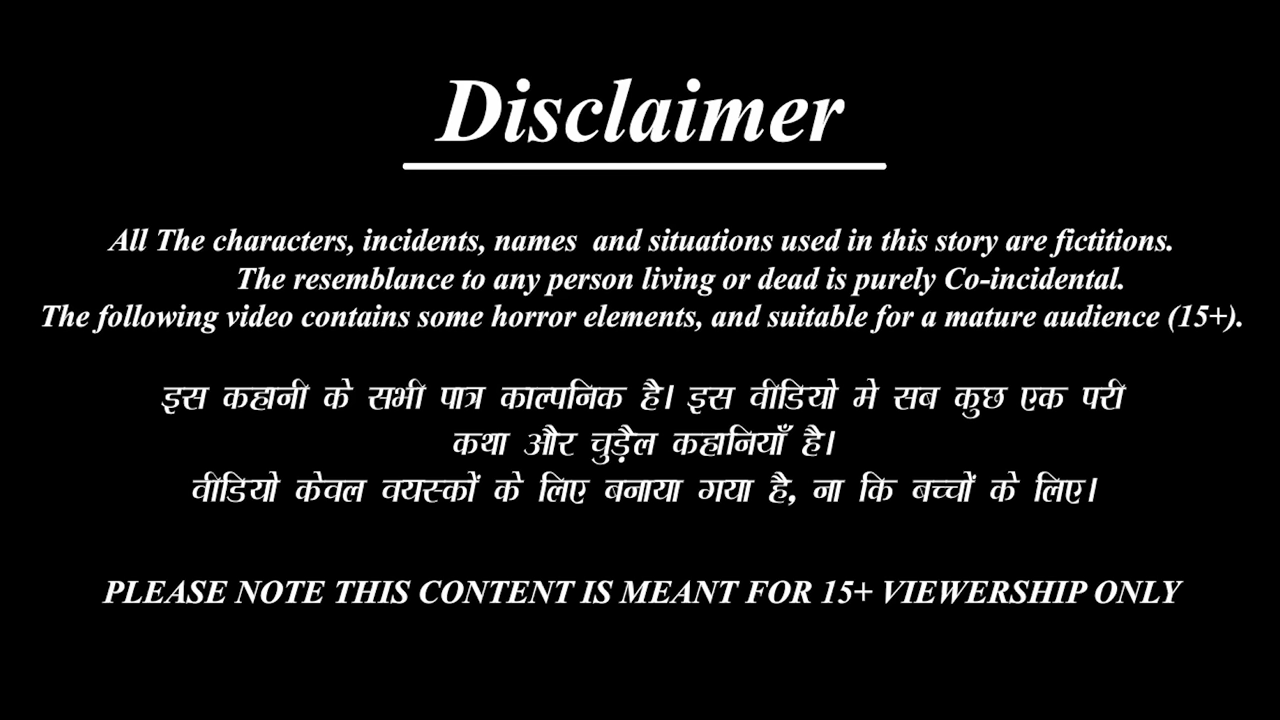 Disclaimer
All The characters, incidents, names and situations used in this story are fictitions.
The resemblance to any person living or dead is purely Co-incidental.
The following video contains some horror elements, and suitable for a mature audience (15+).
इस कहानी के सभी पात्र काल्पनिक है। इस वीडियो मे सब कुछ एक परी
कथा और चुड़ैल कहानियाँ है।
वीडियो केवल वयस्कों के लिए बनाया गया है, ना कि बच्चों के लिए।
PLEASE NOTE THIS CONTENT IS MEANT FOR 15+ VIEWERSHIP ONLY